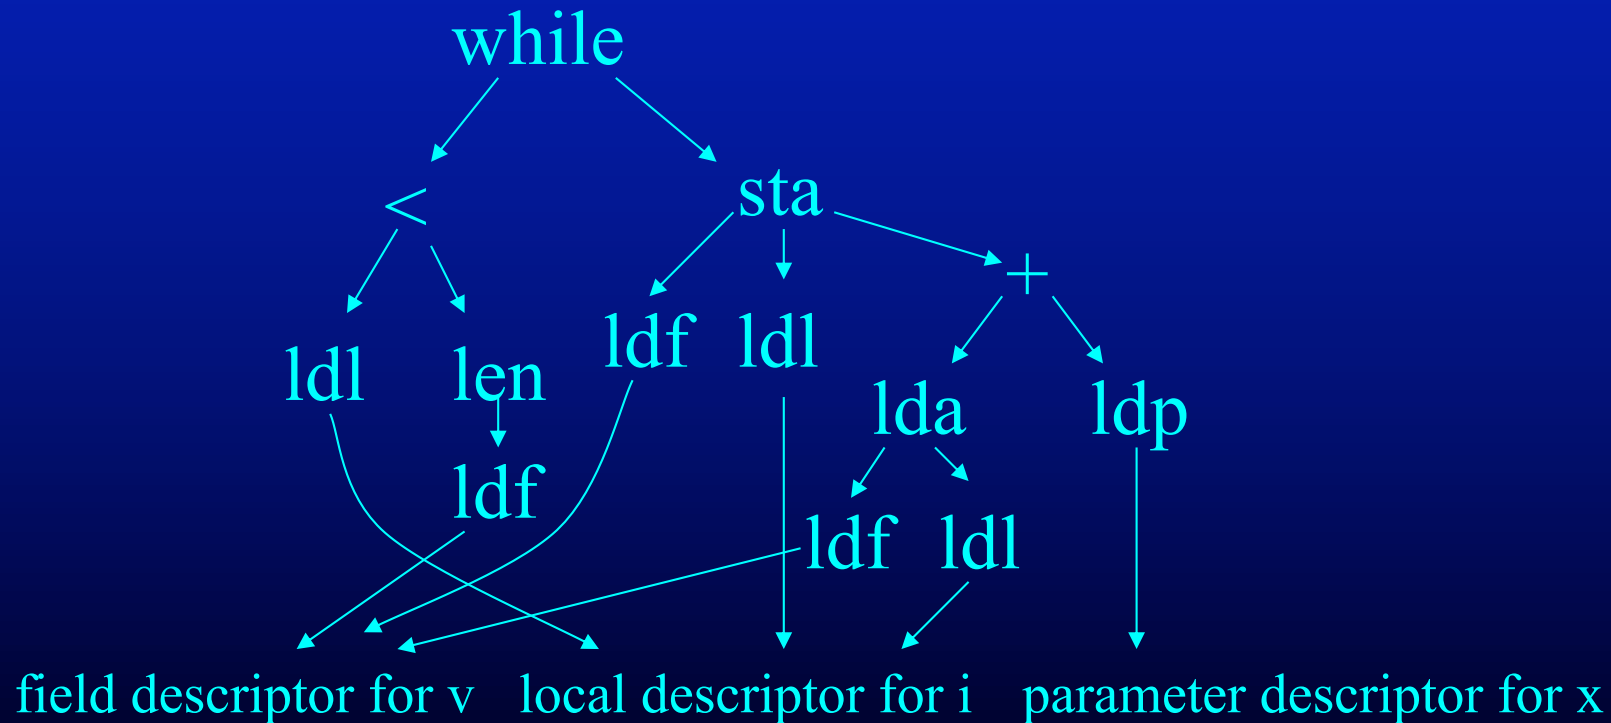 while
<
sta
+
ldl
len
ldf
ldl
lda
ldp
ldf
ldf
ldl
field descriptor for v
local descriptor for i
parameter descriptor for x